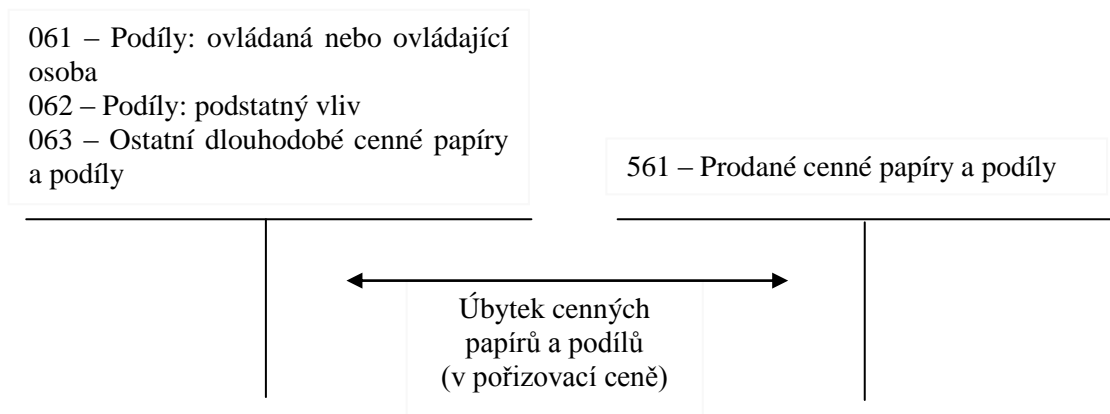 061 – Podíly: ovládaná nebo ovládající
osoba
062 – Podíly: podstatný vliv
063 – Ostatní dlouhodobé cenné papíry
a podíly
561 – Prodané cenné papíry a podíly
Úbytek cenných
papírů a podílů
(v pořizovací ceně)